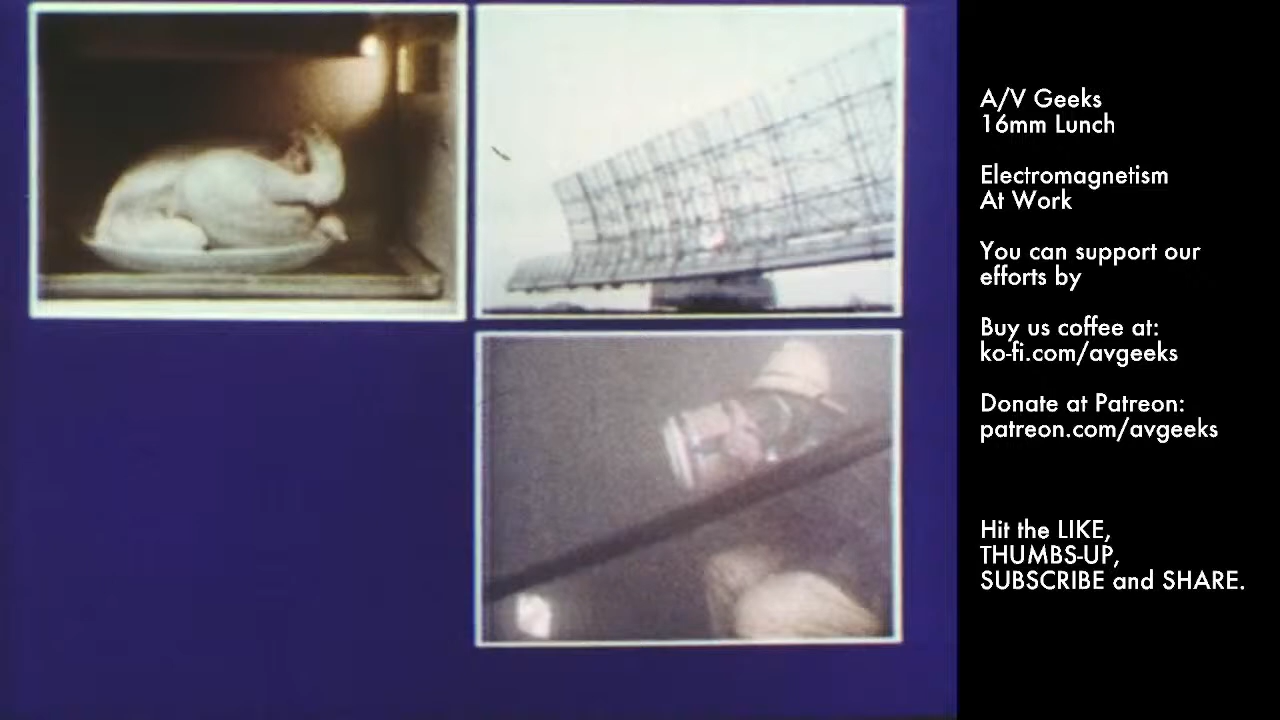 A/V Geeks
16mm Lunch
Electromagnetism
At Work
You can support our
efforts by
Buy us coffee at:
ko-fi.com/avgeeks
Donate at Patreon:
patreon.com/avgeeks
Hit the LIKE,
THUMBS-UP,
SUBSCRIBE and SHARE.